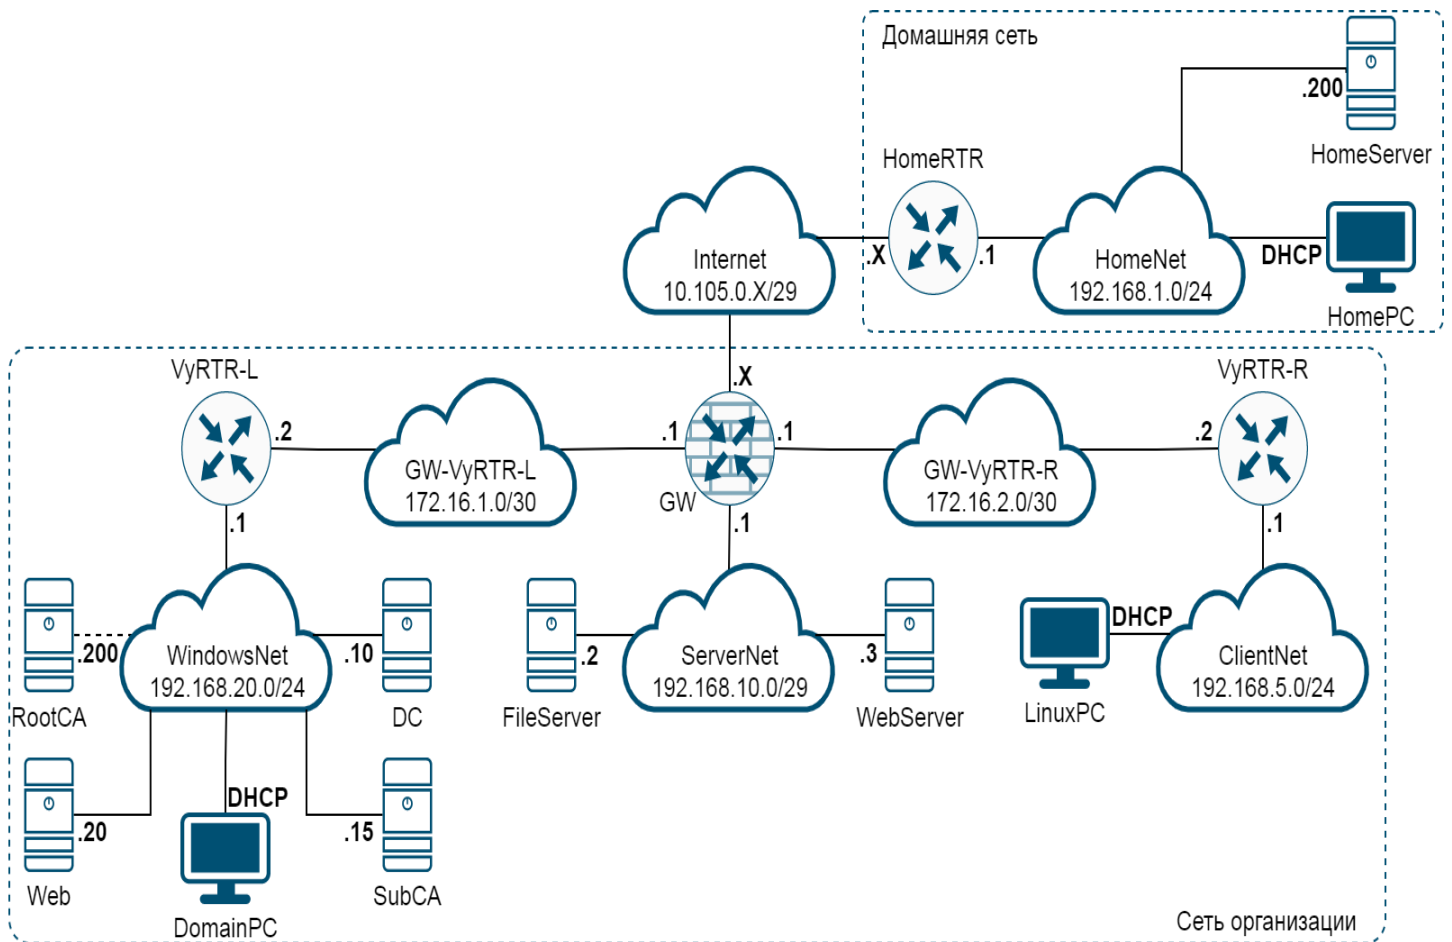 Домашняя сеть
.200
HomeServer
HomeRTR
Internet
10.105.0.X/29
.X
.1
HomeNet
192.168.1.0/24
DHCP
HomePC
VyRTR-L
.X
VyRTR-R
.2
GW-VyRTR-L
172.16.1.0/30
.1
GW
.1
GW-VyRTR-R
172.16.2.0/30
.2
.1
.1
.1
RootCA
.200
WindowsNet
192.168.20.0/24
.10
DC
FileServer
.2
ServerNet
192.168.10.0/29
.3
WebServer
LinuxPC
DHCP
ClientNet
192.168.5.0/24
Web
.20
DHCP
DomainPC
.15
SubCA
Сеть организации